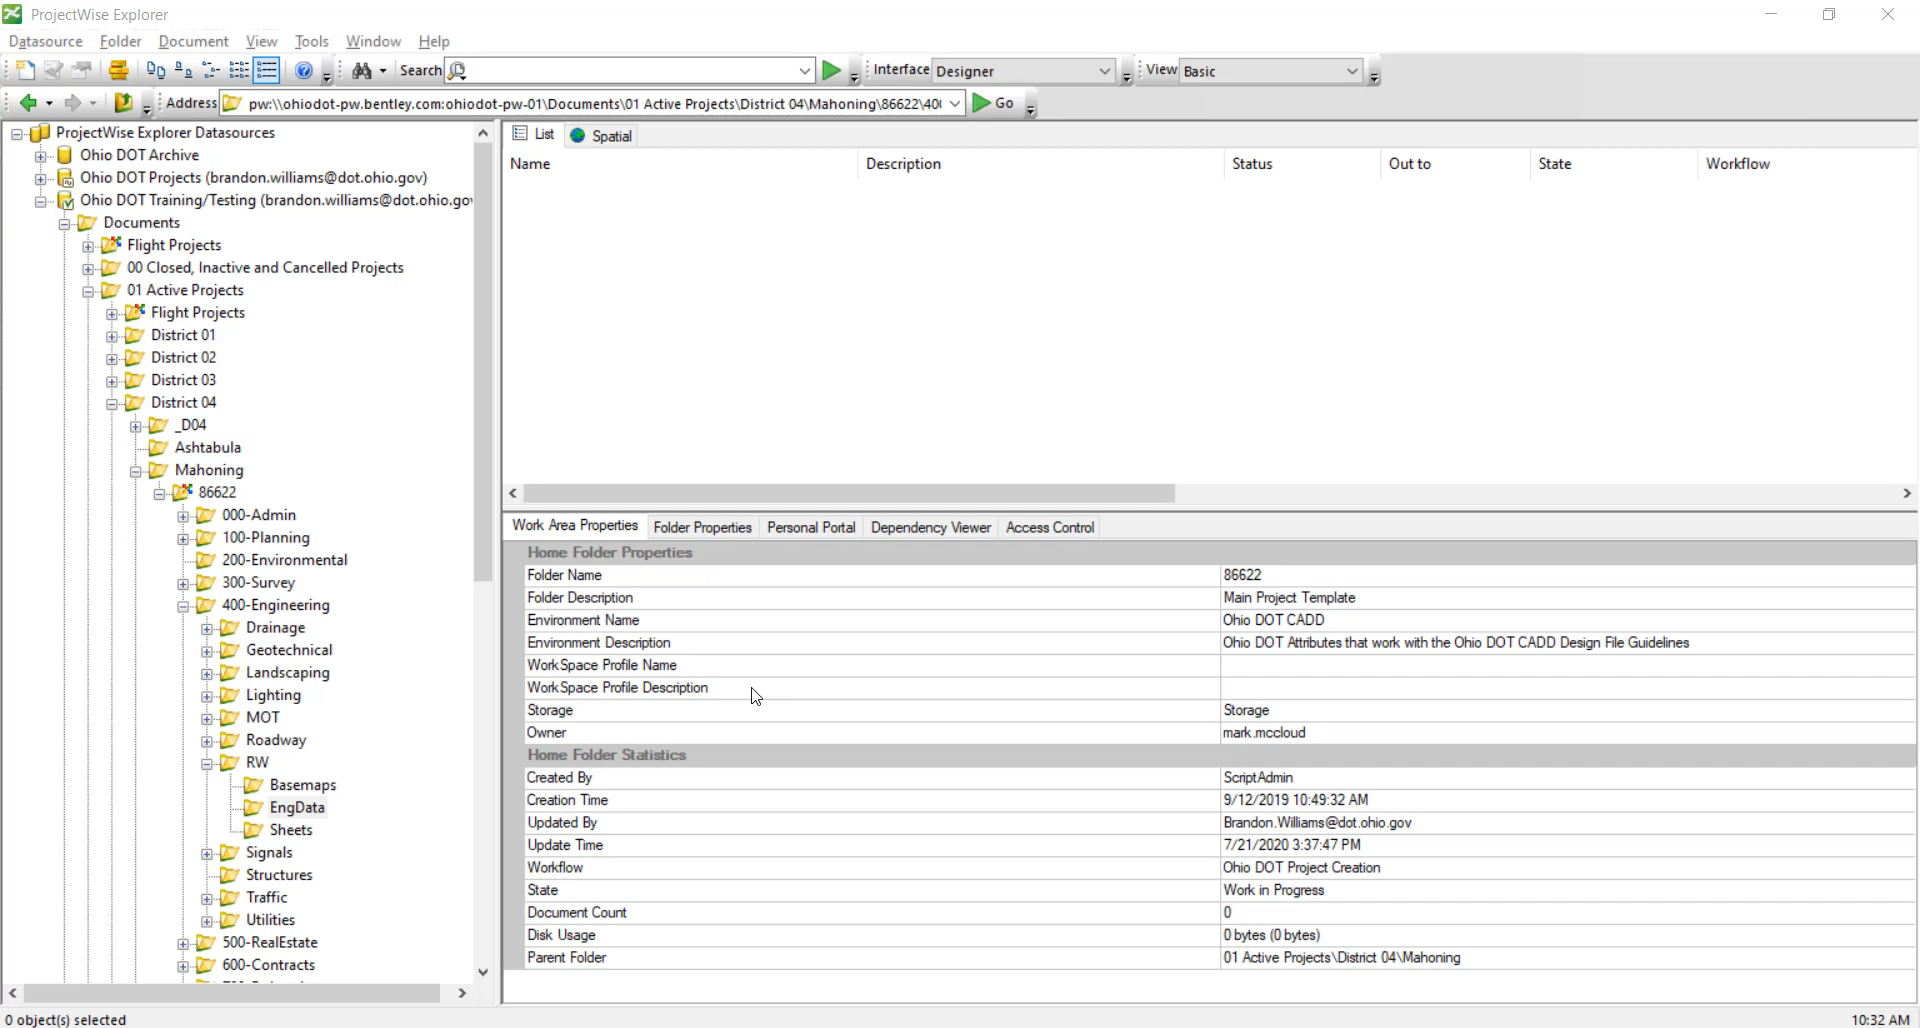 ProjectWise Explorer
Datasource Folder Document View Tools Window Help
Search Interface Designer View Basic
Address pw:\\ohiodot-pw.bentley.com:ohiodot-pw-01\Documents\01 Active Projects\District 04\Mahoning\86622\40 Go
ProjectWise Explorer Datasources
Ohio DOT Archive
Ohio DOT Projects (brandon.williams@dot.ohio.gov)
Ohio DOT Training/Testing (brandon.williams@dot.ohio.gov
Documents
Flight Projects
00 Closed, Inactive and Cancelled Projects
01 Active Projects
Flight Projects
District 01
District 02
District 03
District 04
_D04
Ashtabula
Mahoning
86622
000-Admin
100-Planning
200-Environmental
300-Survey
400-Engineering
Drainage
Geotechnical
Landscaping
Lighting
MOT
Roadway
RW
Basemaps
EngData
Sheets
Signals
Structures
Traffic
Utilities
500-RealEstate
600-Contracts
List Spatial
Name Description Status Out to State Workflow
Work Area Properties Folder Properties Personal Portal Dependency Viewer Access Control
Home Folder Properties
Folder Name 86622
Folder Description Main Project Template
Environment Name Ohio DOT CADD
Environment Description Ohio DOT Attributes that work with the Ohio DOT CADD Design File Guidelines
WorkSpace Profile Name
WorkSpace Profile Description
Storage Storage
Owner mark.mccloud
Home Folder Statistics
Created By ScriptAdmin
Creation Time 9/12/2019 10:49:32 AM
Updated By Brandon.Williams@dot.ohio.gov
Update Time 7/21/2020 3:37:47 PM
Workflow Ohio DOT Project Creation
State Work in Progress
Document Count 0
Disk Usage 0 bytes (0 bytes)
Parent Folder 01 Active Projects\District 04\Mahoning
0 object(s) selected 10:32 AM